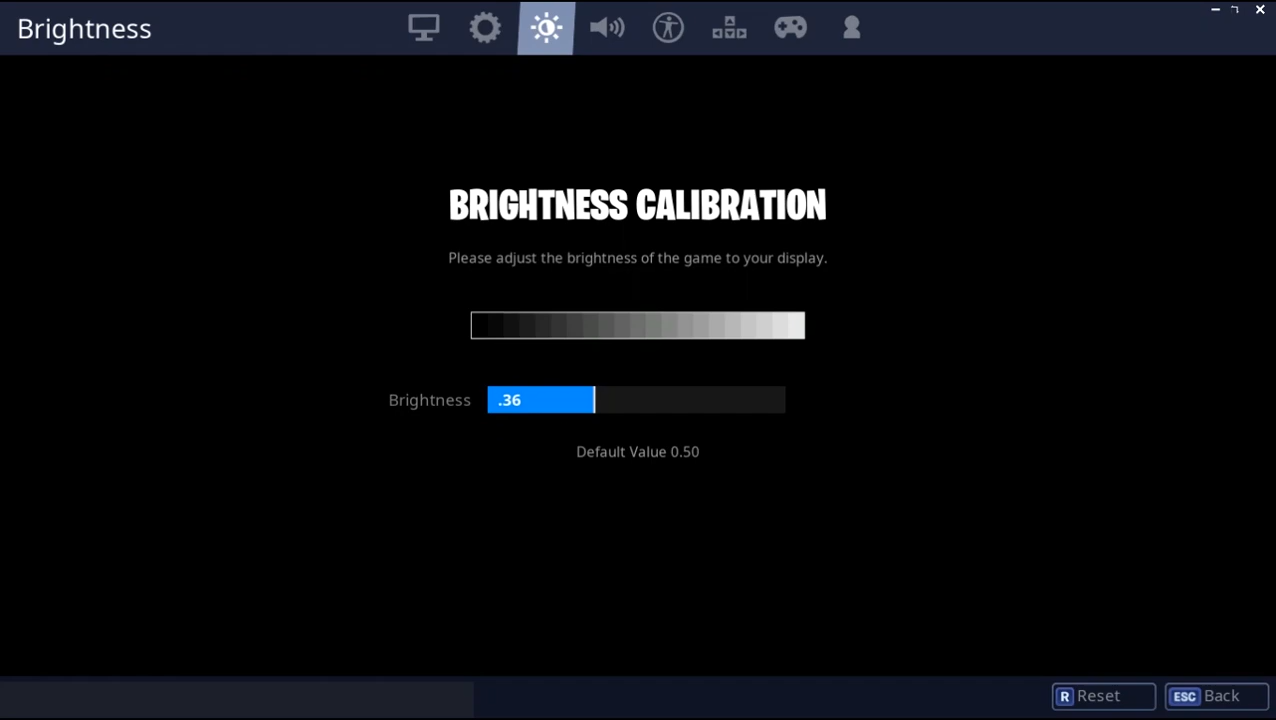 Brightness
BRIGHTNESS CALIBRATION
Please adjust the brightness of the game to your display.
Brightness .36
Default Value 0.50
R Reset ESC Back